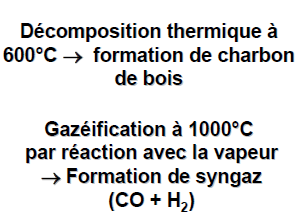 Décomposition thermique à
600°C → formation de charbon
de bois
Gazéification à 1000°C
par réaction avec la vapeur
→ Formation de syngaz
(CO + H₂)